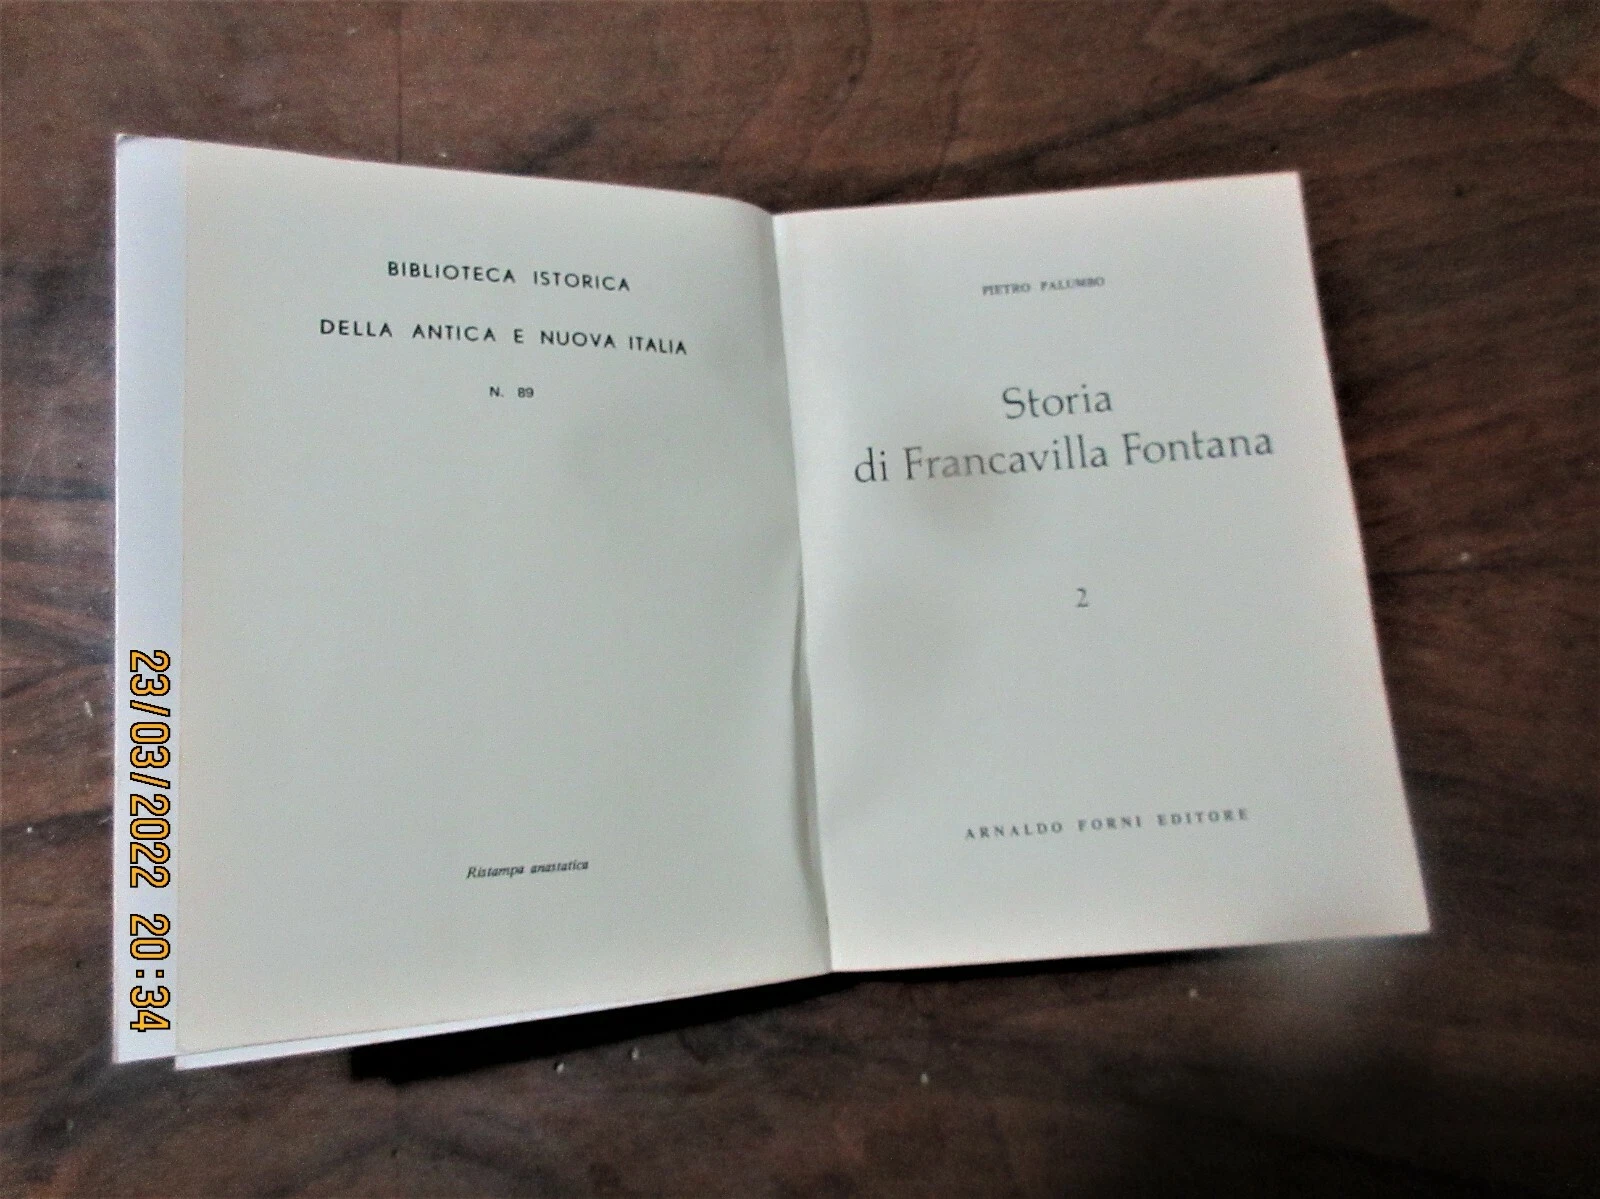 BIBLIOTECA ISTORICA
DELLA ANTICA E NUOVA ITALIA
N. 89
Ristampa anastatica
PIETRO PALUMBO
Storia
di Francavilla Fontana
2
ARNALDO FORNI EDITORE
23/03/2022 20:34